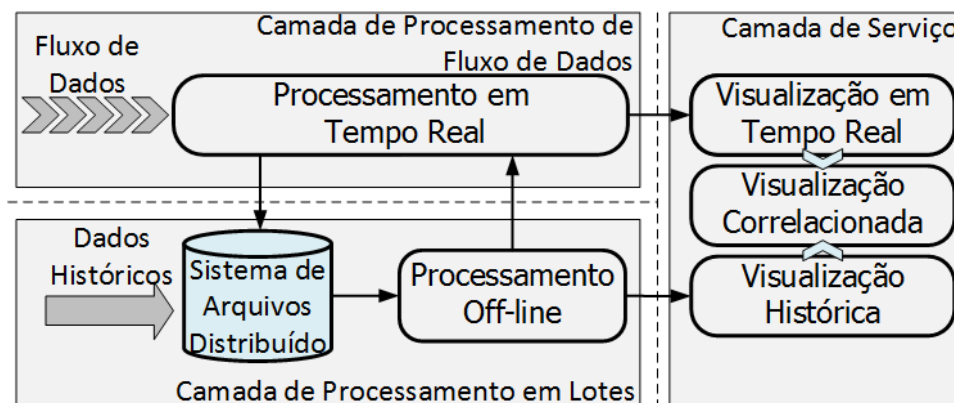 Camada de Processamento de
Fluxo de Dados
Fluxo de
Dados
Processamento em
Tempo Real
Camada de Serviço
Visualização em
Tempo Real
Visualização
Correlacionada
Visualização
Histórica
Dados
Históricos
Sistema de
Arquivos
Distribuído
Processamento
Off-line
Camada de Processamento em Lotes